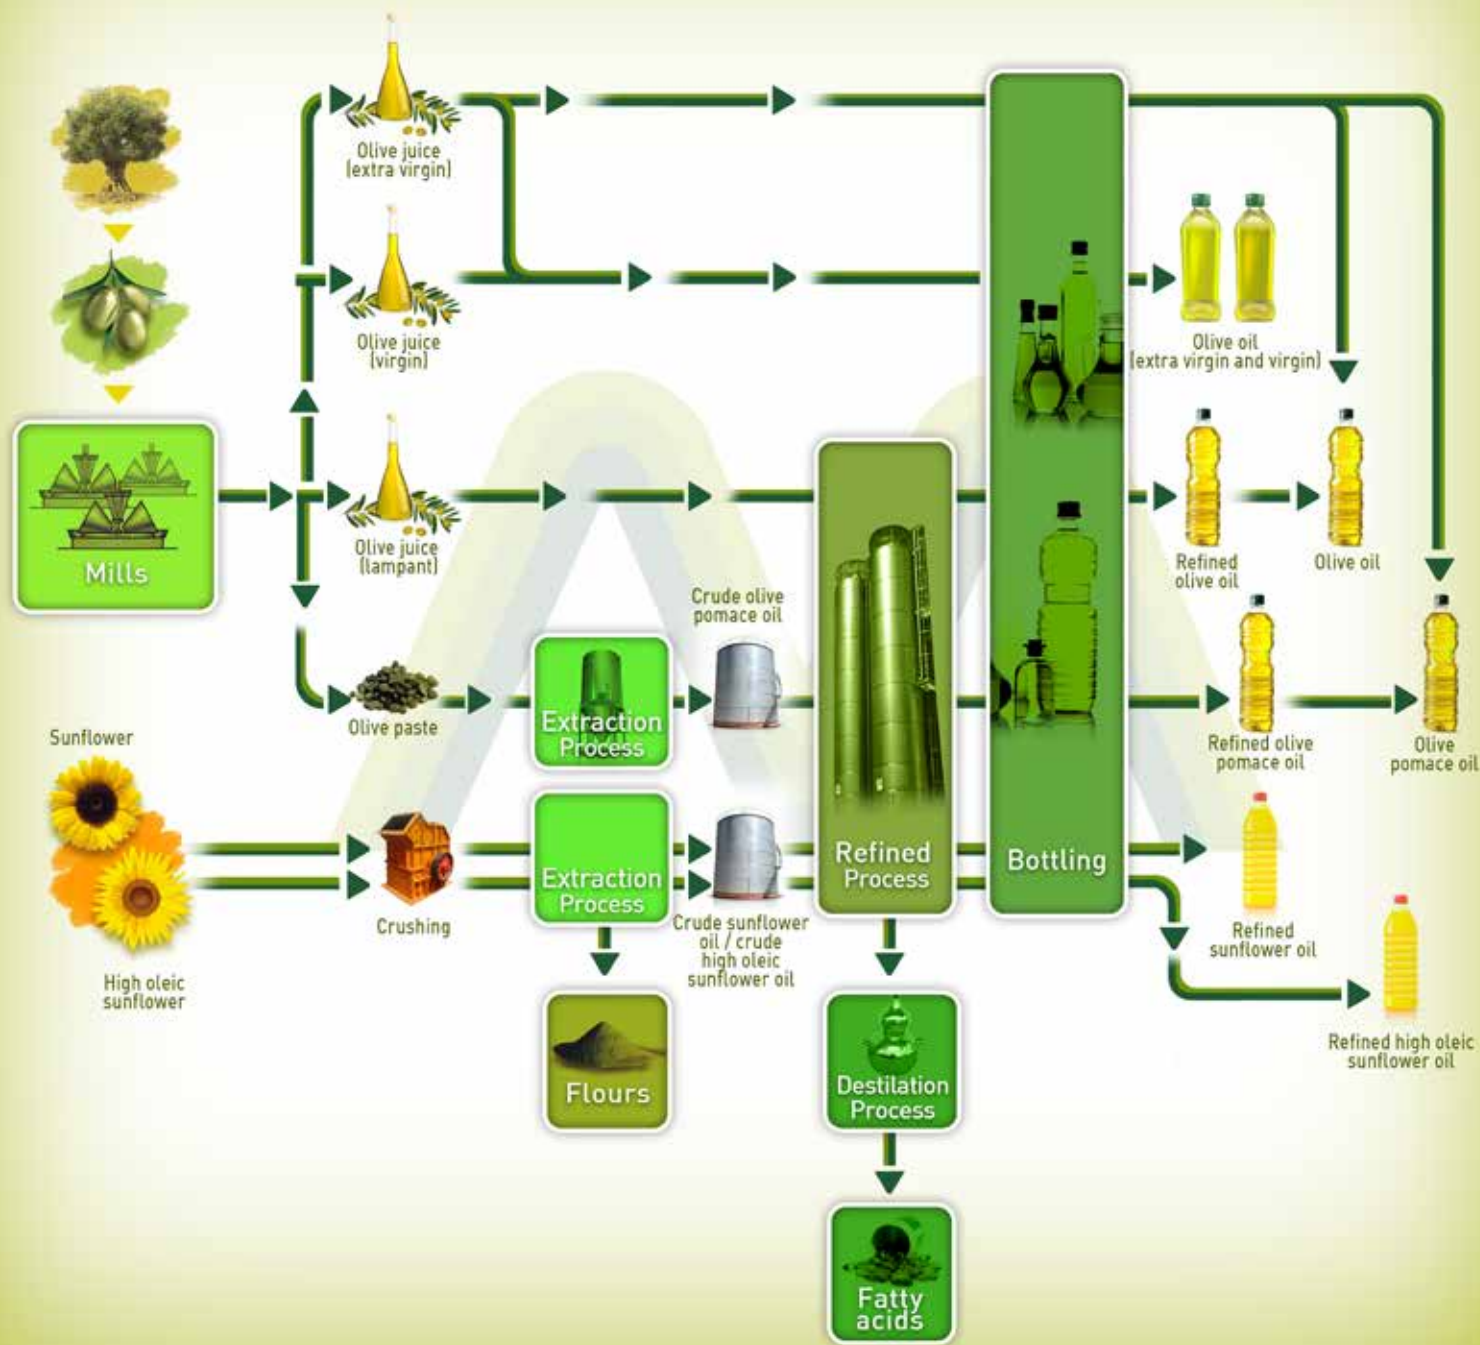 Olive juice
(extra virgin)
Olive juice
(virgin)
Olive oil
(extra virgin and virgin)
Mills
Olive juice
(lampant)
Refined
olive oil
Olive oil
Crude olive
pomace oil
Olive paste
Extraction
Process
Refined olive
pomace oil
Olive
pomace oil
Sunflower
High oleic
sunflower
Crushing
Extraction
Process
Crude sunflower
oil / crude
high oleic
sunflower oil
Refined
Process
Bottling
Refined
sunflower oil
Refined high oleic
sunflower oil
Flours
Destilation
Process
Fatty
acids